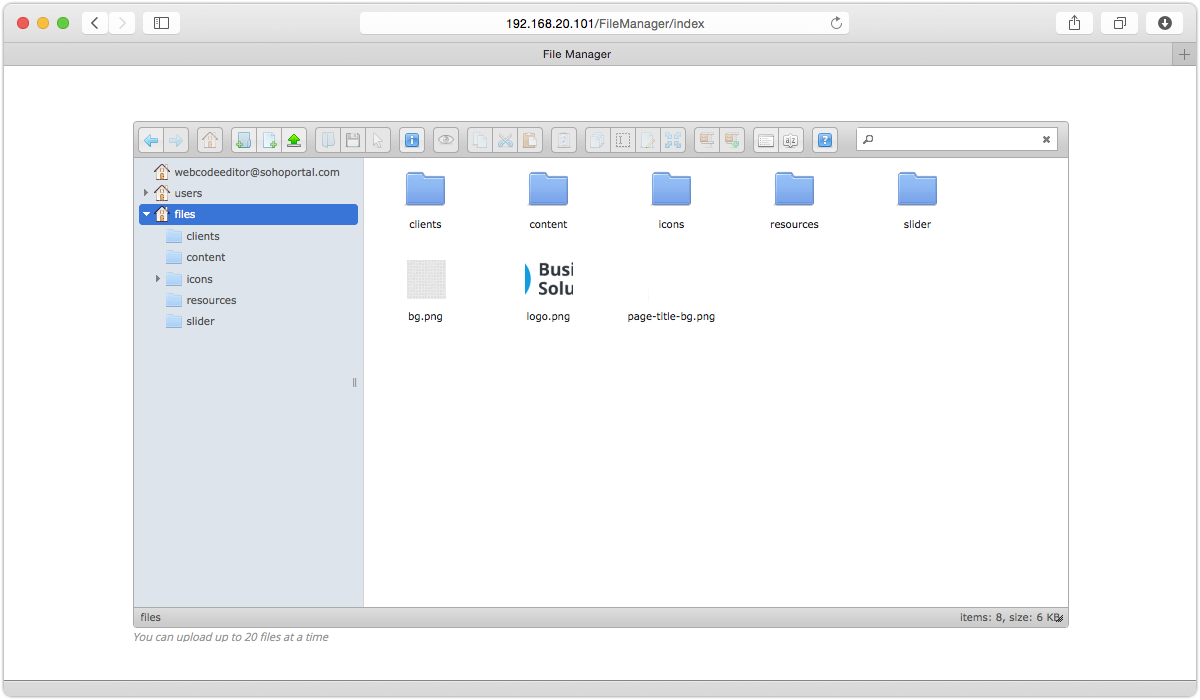 192.168.20.101/FileManager/index
File Manager
webcodeeditor@sohoportal.com
users
files
clients
content
icons
resources
slider
clients
content
icons
resources
slider
Busi
Solu
bg.png
logo.png
page-title-bg.png
files
items: 8, size: 6 KB
You can upload up to 20 files at a time